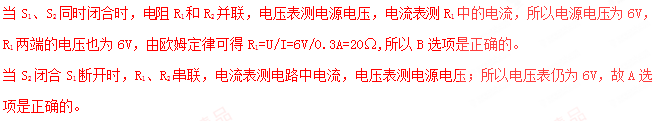 当 S₁、S₂同时闭合时，电阻 R₁和 R₂并联，电压表测电源电压，电流表测 R₁中的电流，所以电源电压为 6V，
R₁两端的电压也为 6V，由欧姆定律可得 R₁=U/I=6V/0.3A=20Ω,所以 B 选项是正确的。
当 S₂闭合 S₁断开时，R₁、R₂串联，电流表测电路中电流，电压表测电源电压；所以电压表仍为 6V，故 A 选
项是正确的。